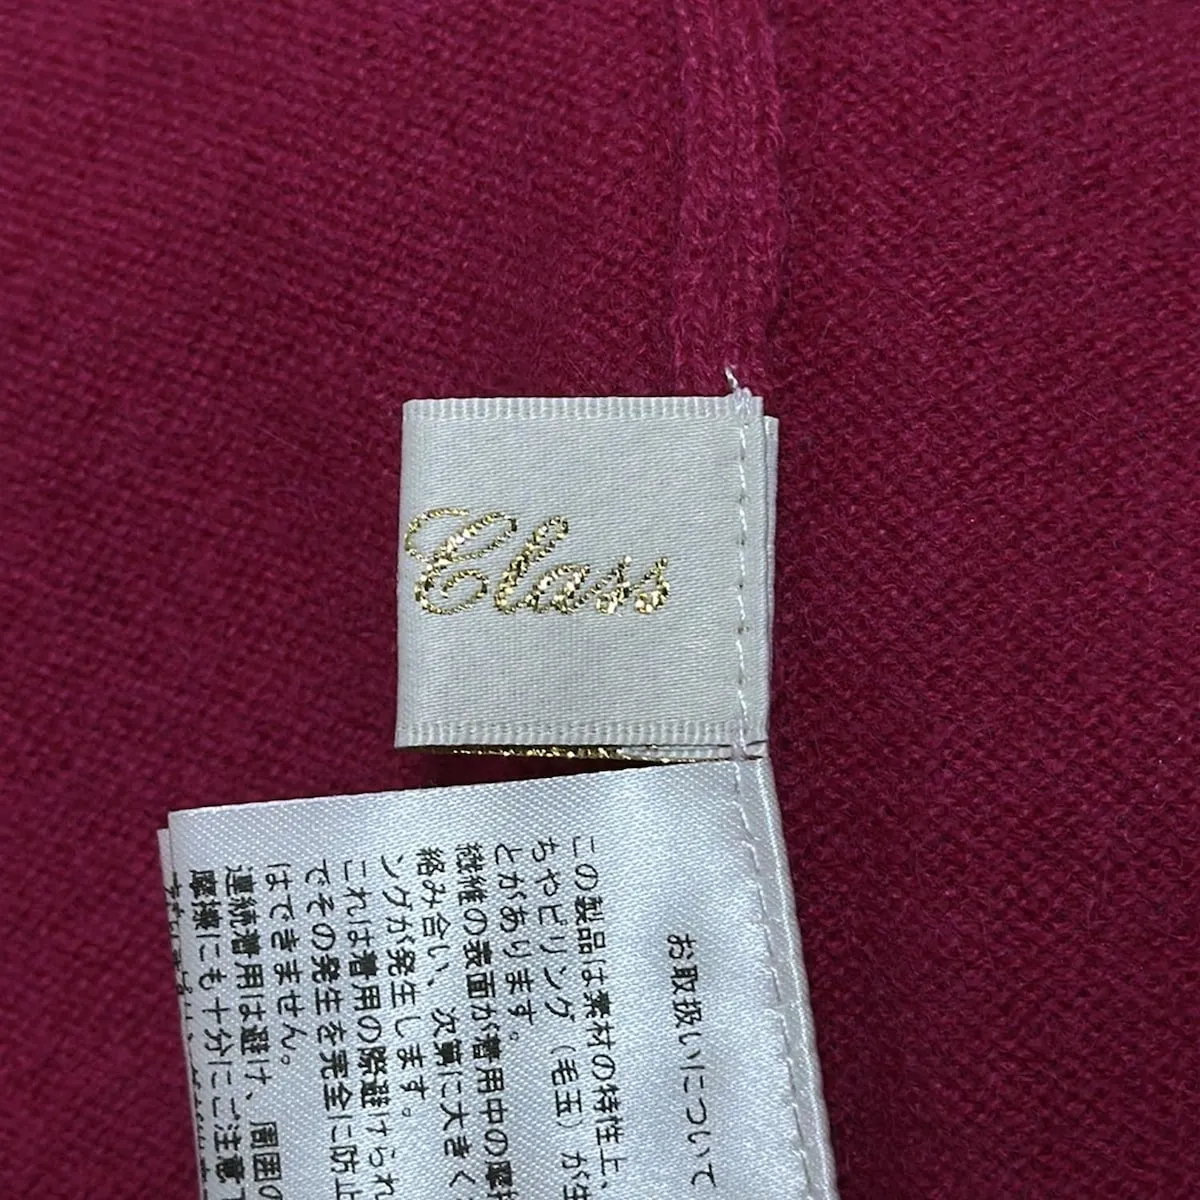 Class
お取扱いについて
この製品は素材の特性上、
ちやピリング（毛玉）が生
とがあります。
繊維の表面が着用中の摩擦
絡み合い、次第に大きく
ングが発生します。
これは着用の際避けられ
でその発生を完全に防止
はできません。
連続着用は避け、周囲の
摩擦にも十分にご注意